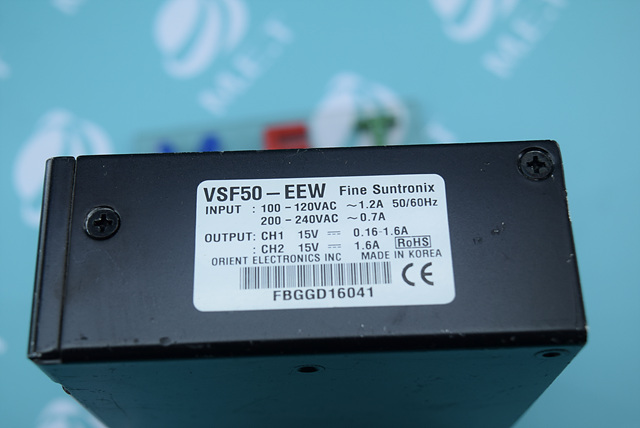 VSF50-EEW Fine Suntronix
INPUT : 100-120VAC ~1.2A 50/60Hz
200-240VAC ~0.7A
OUTPUT: CH1 15V ⎓ 0.16-1.6A
: CH2 15V ⎓ 1.6A RoHS
ORIENT ELECTRONICS INC MADE IN KOREA
CE
FBGGD16041